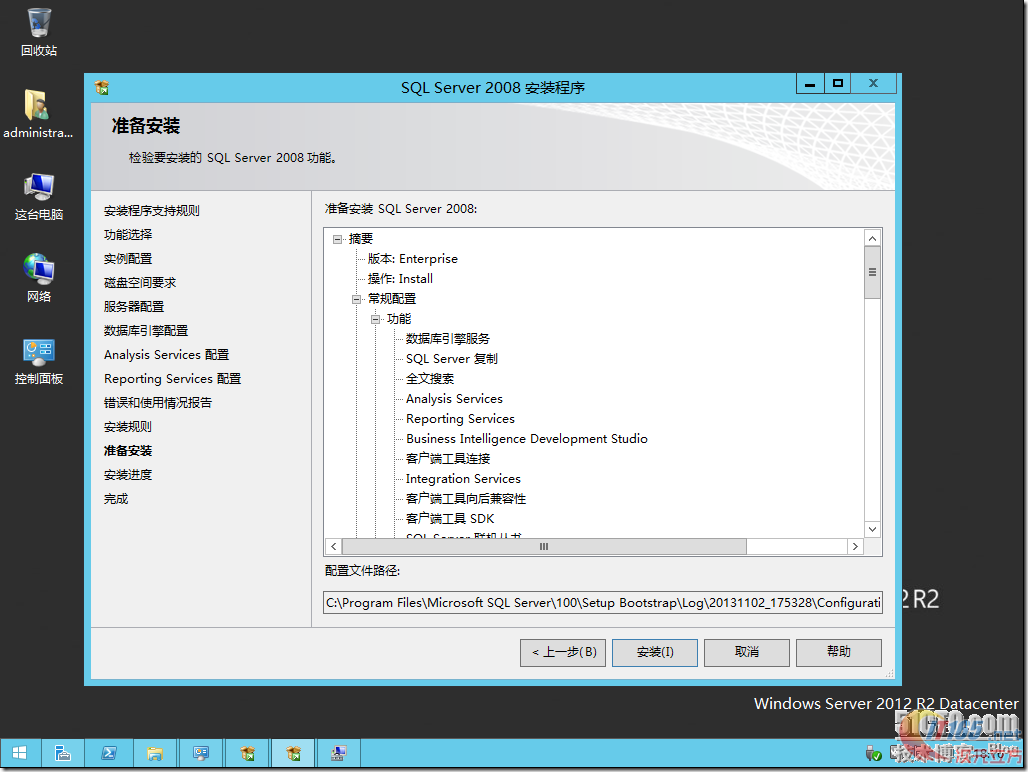 回收站
administra...
这台电脑
网络
控制面板
SQL Server 2008 安装程序
准备安装
检验要安装的 SQL Server 2008 功能。
安装程序支持规则
功能选择
实例配置
磁盘空间要求
服务器配置
数据库引擎配置
Analysis Services 配置
Reporting Services 配置
错误和使用情况报告
安装规则
准备安装
安装进度
完成
准备安装 SQL Server 2008:
摘要
版本: Enterprise
操作: Install
常规配置
功能
数据库引擎服务
SQL Server 复制
全文搜索
Analysis Services
Reporting Services
Business Intelligence Development Studio
客户端工具连接
Integration Services
客户端工具向后兼容性
客户端工具 SDK
SQL Server 联机丛书
配置文件路径:
C:\Program Files\Microsoft SQL Server\100\Setup Bootstrap\Log\20131102_175328\Configurati
< 上一步(B)
安装(I)
取消
帮助
2 R2
Windows Server 2012 R2 Datacenter
51CTO.com
技术博客
Blog